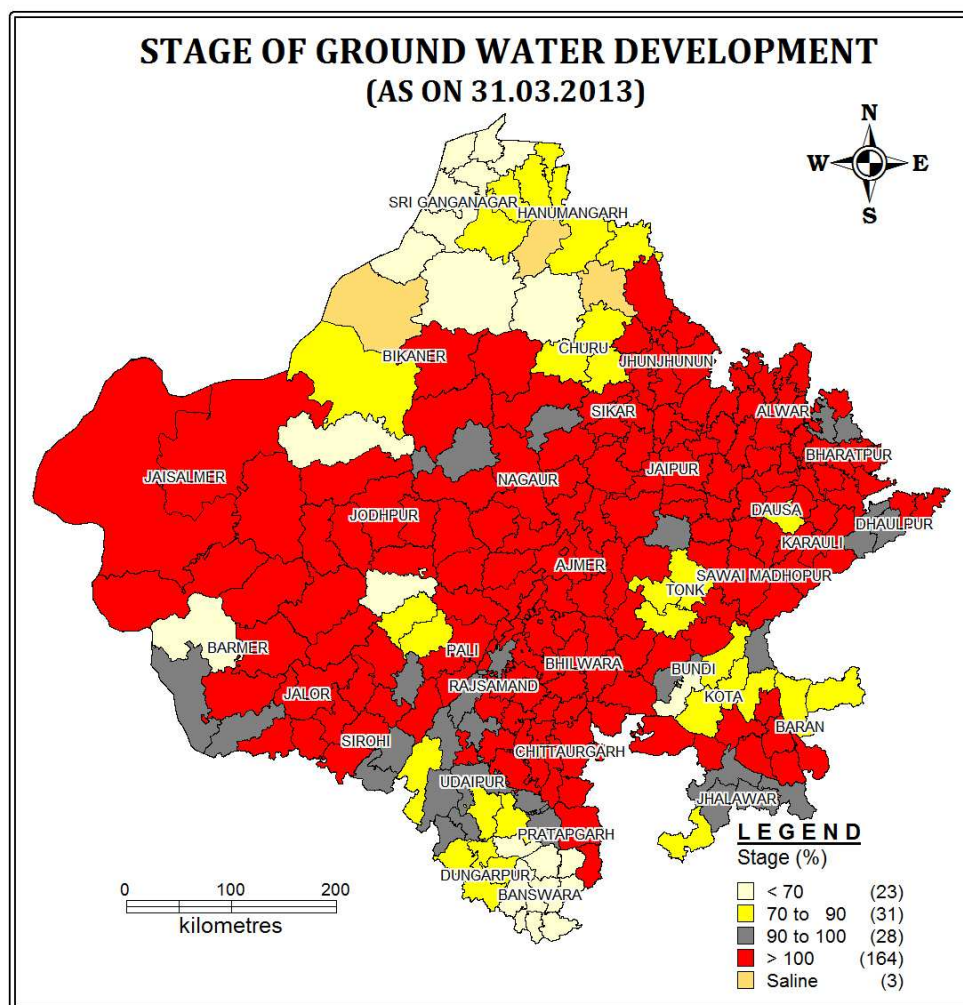 STAGE OF GROUND WATER DEVELOPMENT
(AS ON 31.03.2013)
N
W E
S
SRI GANGANAGAR
HANUMANGARH
BIKANER
CHURU
JHUNJHUNUN
SIKAR
ALWAR
BHARATPUR
JAISALMER
NAGAUR
JAIPUR
JODHPUR
DAUSA
DHAULPUR
KARAULI
AJMER
SAWAI MADHOPUR
TONK
BARMER
PALI
BHILWARA
BUNDI
RAJSAMAND
JALOR
KOTA
BARAN
SIROHI
CHITTAURGARH
UDAIPUR
JHALAWAR
PRATAPGARH
DUNGARPUR
BANSWARA
0 100 200
kilometres
LEGEND
Stage (%)
< 70 (23)
70 to 90 (31)
90 to 100 (28)
> 100 (164)
Saline (3)